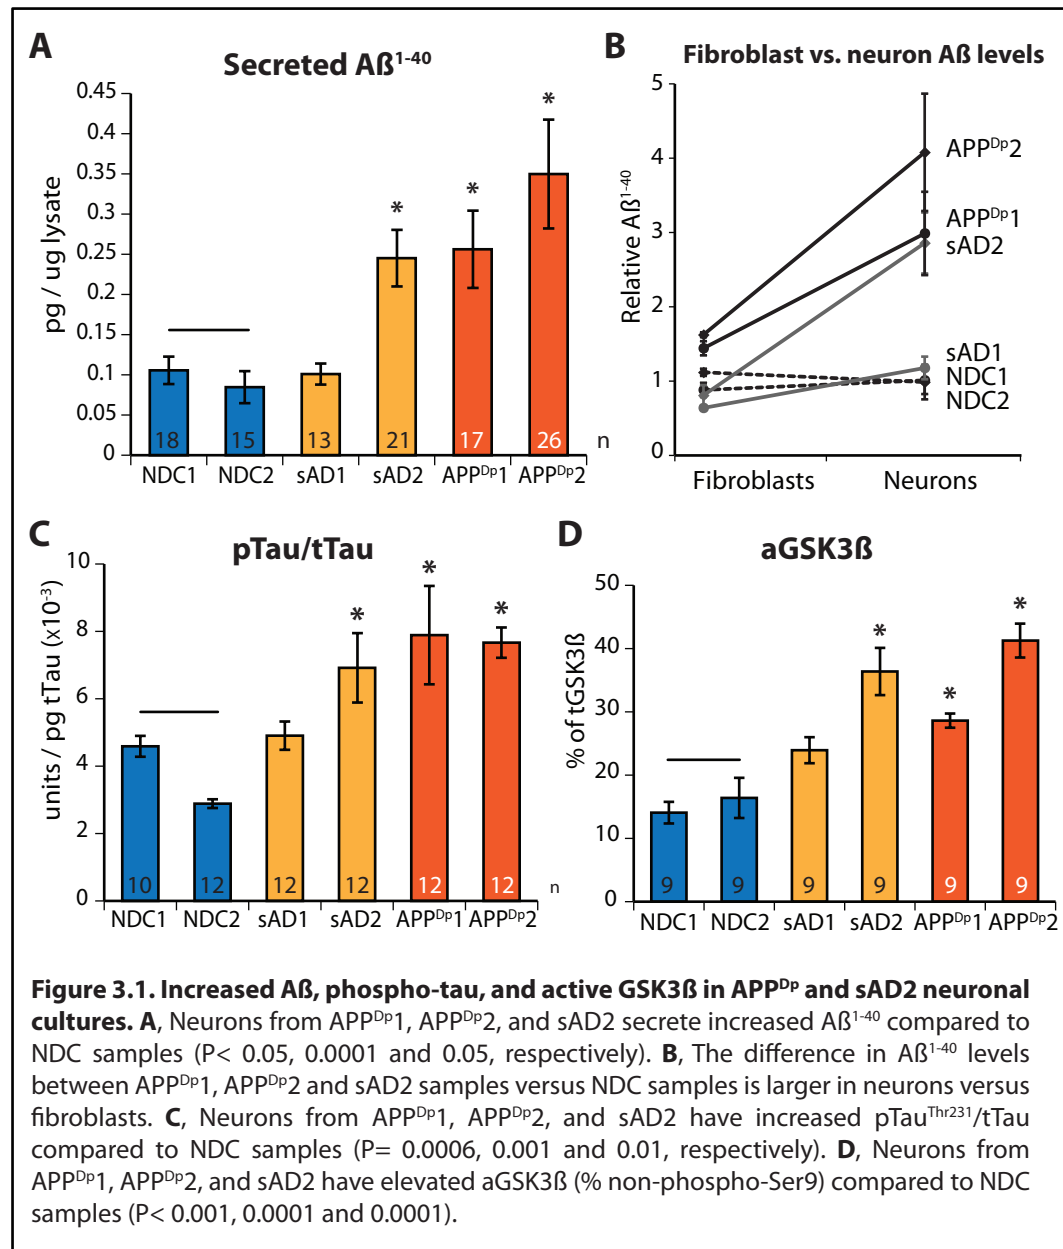 A
Secreted Aß¹⁻⁴⁰
pg / ug lysate
0.45
0.4
0.35
0.3
0.25
0.2
0.15
0.1
0.05
0
*
*
*
18
15
13
21
17
26
n
NDC1
NDC2
sAD1
sAD2
APPᴰᵖ1
APPᴰᵖ2
B
Fibroblast vs. neuron Aß levels
Relative Aß¹⁻⁴⁰
5
4
3
2
1
0
APPᴰᵖ2
APPᴰᵖ1
sAD2
sAD1
NDC1
NDC2
Fibroblasts
Neurons
C
pTau/tTau
units / pg tTau (x10⁻³)
10
8
6
4
2
0
*
*
*
10
12
12
12
12
12
n
NDC1
NDC2
sAD1
sAD2
APPᴰᵖ1
APPᴰᵖ2
D
aGSK3ß
% of tGSK3ß
50
40
30
20
10
0
*
*
*
9
9
9
9
9
9
NDC1
NDC2
sAD1
sAD2
APPᴰᵖ1
APPᴰᵖ2
Figure 3.1. Increased Aß, phospho-tau, and active GSK3ß in APPᴰᵖ and sAD2 neuronal
cultures. A, Neurons from APPᴰᵖ1, APPᴰᵖ2, and sAD2 secrete increased Aß¹⁻⁴⁰ compared to
NDC samples (P< 0.05, 0.0001 and 0.05, respectively). B, The difference in Aß¹⁻⁴⁰ levels
between APPᴰᵖ1, APPᴰᵖ2 and sAD2 samples versus NDC samples is larger in neurons versus
fibroblasts. C, Neurons from APPᴰᵖ1, APPᴰᵖ2, and sAD2 have increased pTauᵀʰʳ²³¹/tTau
compared to NDC samples (P= 0.0006, 0.001 and 0.01, respectively). D, Neurons from
APPᴰᵖ1, APPᴰᵖ2, and sAD2 have elevated aGSK3ß (% non-phospho-Ser9) compared to NDC
samples (P< 0.001, 0.0001 and 0.0001).